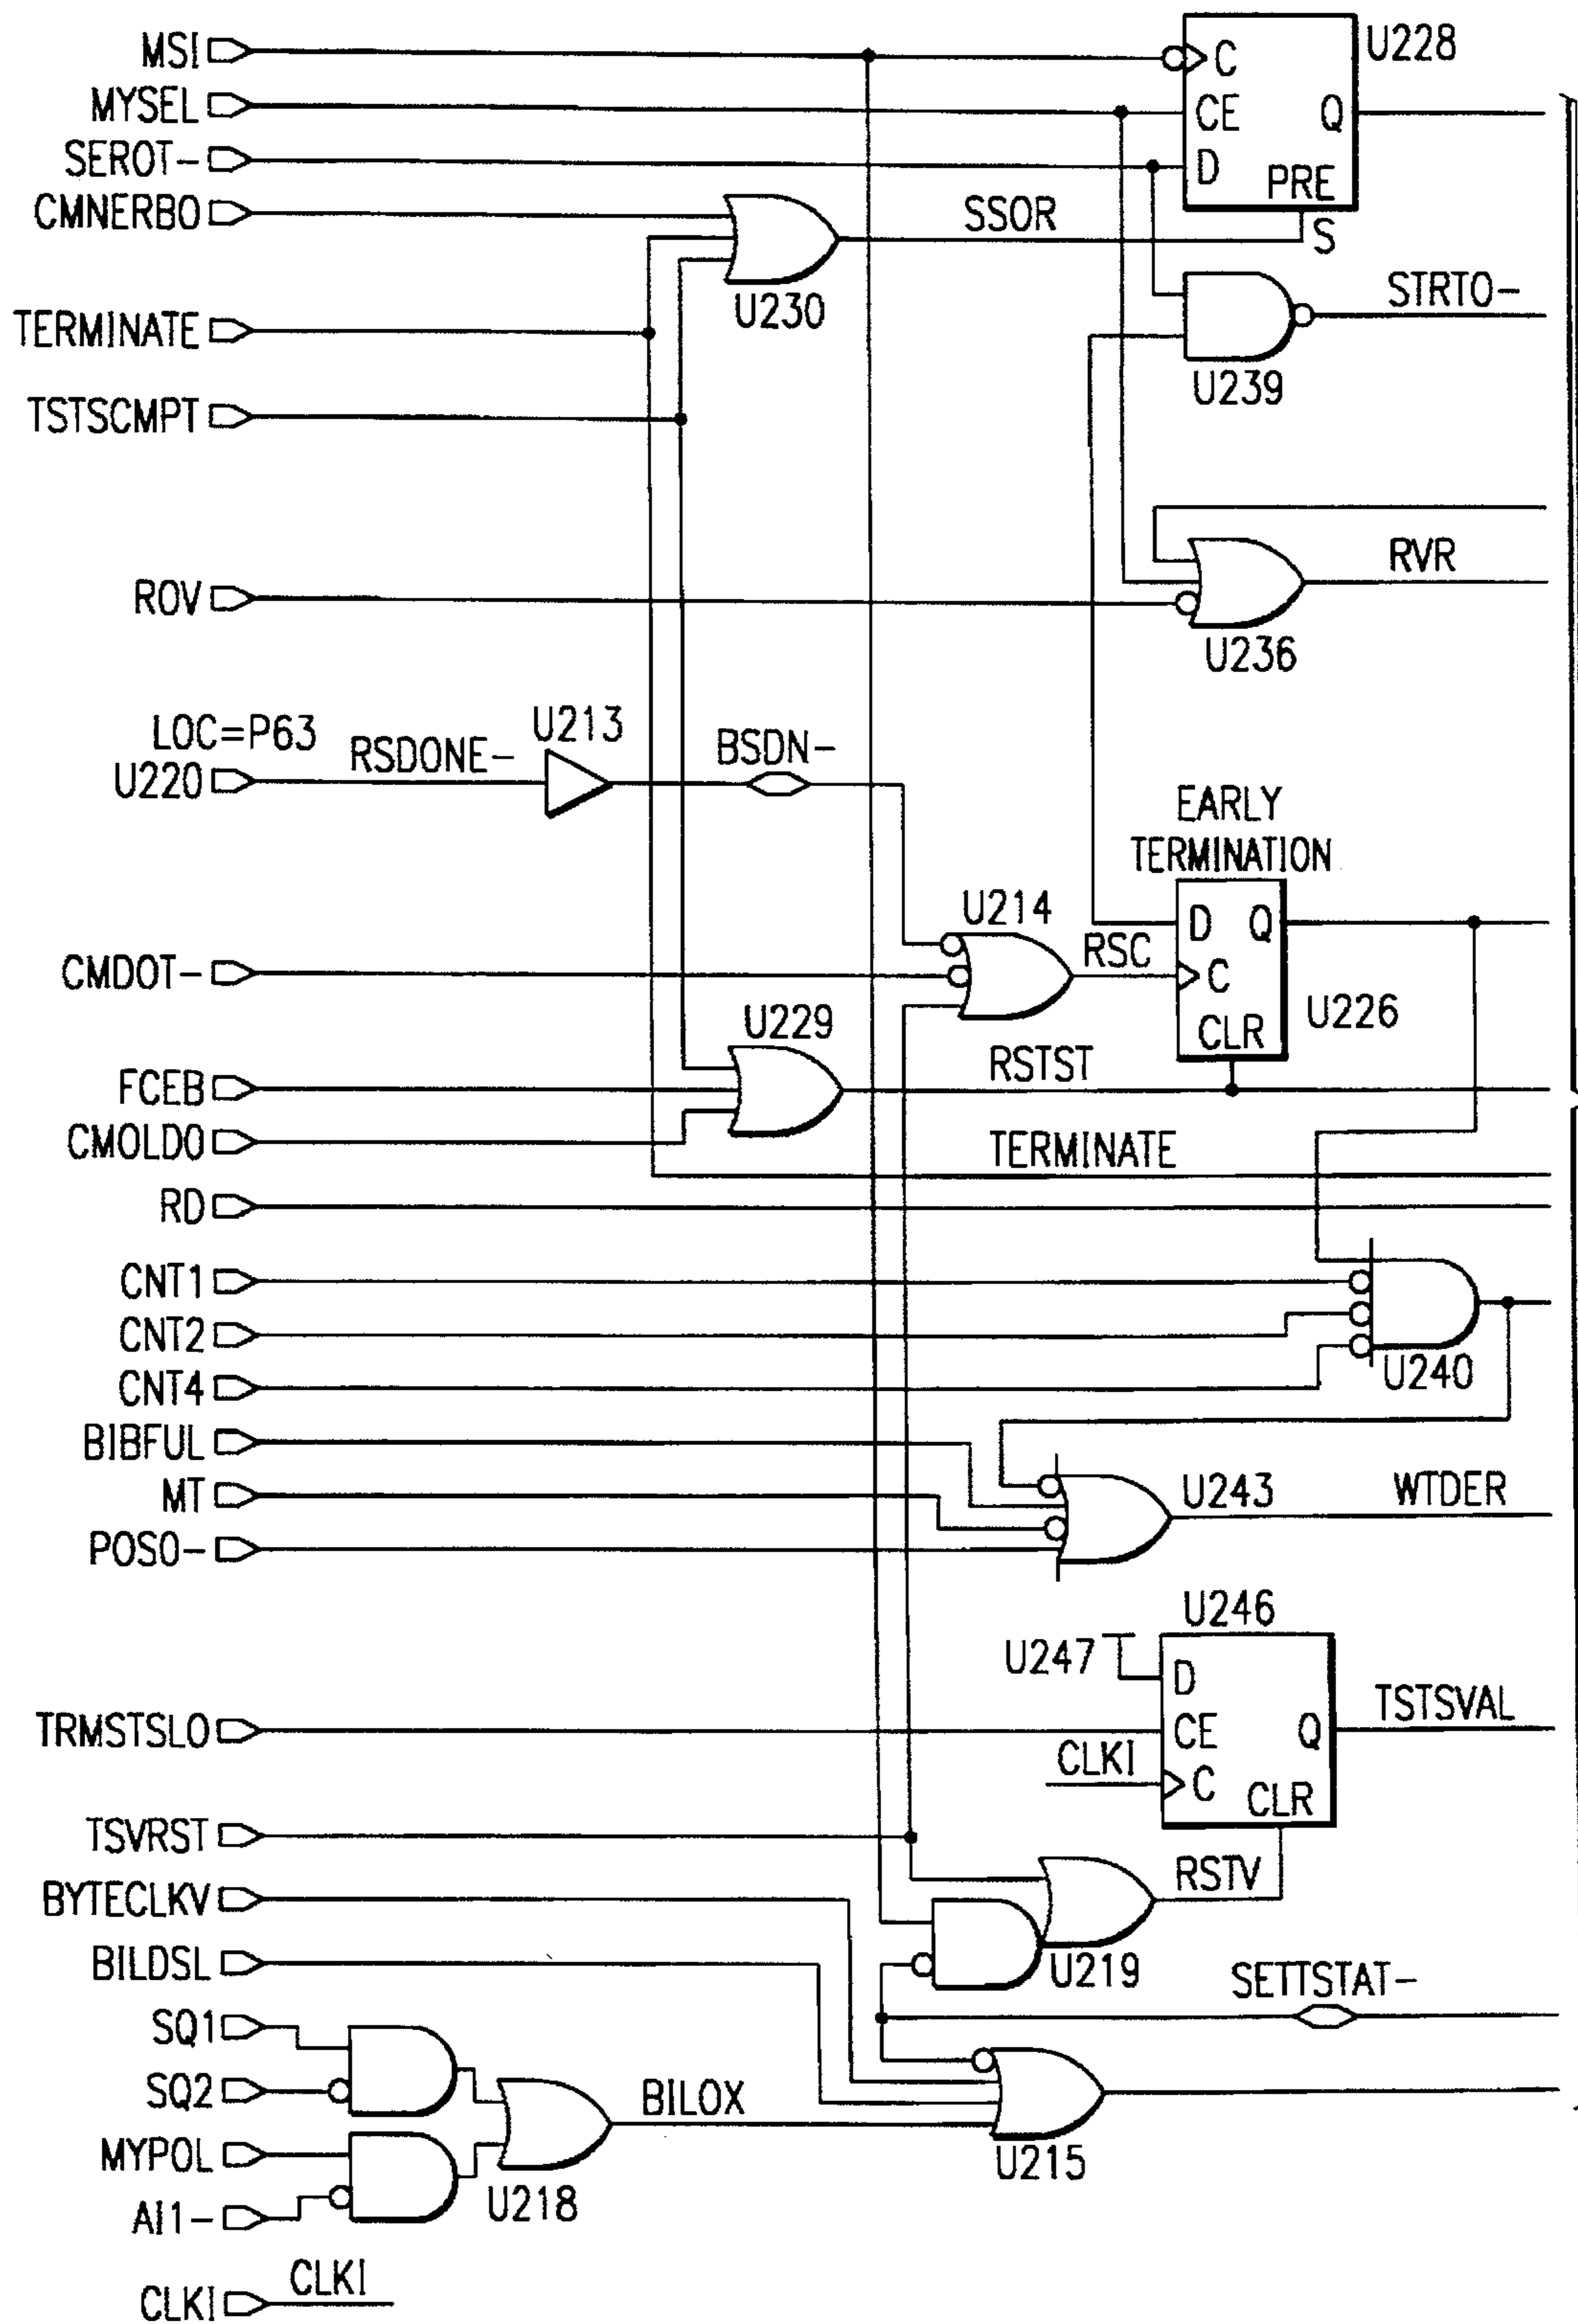 MSI
U228
C
MYSEL
CE
Q
SEROT-
D
PRE
CMNERBO
SSOR
S
U230
STRTO-
TERMINATE
U239
TSTSCMPT
RVR
ROV
U236
LOC=P63
U213
RSDONE-
BSDN-
U220
EARLY
TERMINATION
U214
D
Q
RSC
CMDOT-
C
U229
U226
CLR
RSTST
FCEB
CMOLDO
TERMINATE
RD
CNT1
CNT2
U240
CNT4
BIBFUL
MT
U243
WTDER
POSO-
U246
U247
D
TSTSVAL
TRMSTSLO
CE
Q
CLKI
C
CLR
TSVRST
RSTV
BYTECLKV
BILDSL
U219
SETTSTAT-
SQ1
SQ2
BILOX
MYPOL
U215
U218
AI1-
CLKI
CLKI